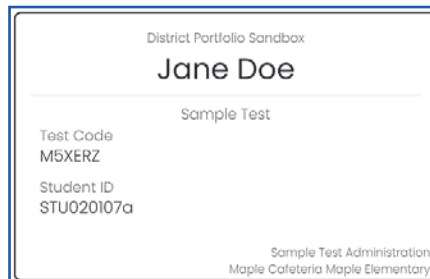 District Portfolio Sandbox
Jane Doe
Sample Test
Test Code
M5XERZ
Student ID
STU020107a
Sample Test Administration
Maple Cafeteria Maple Elementary